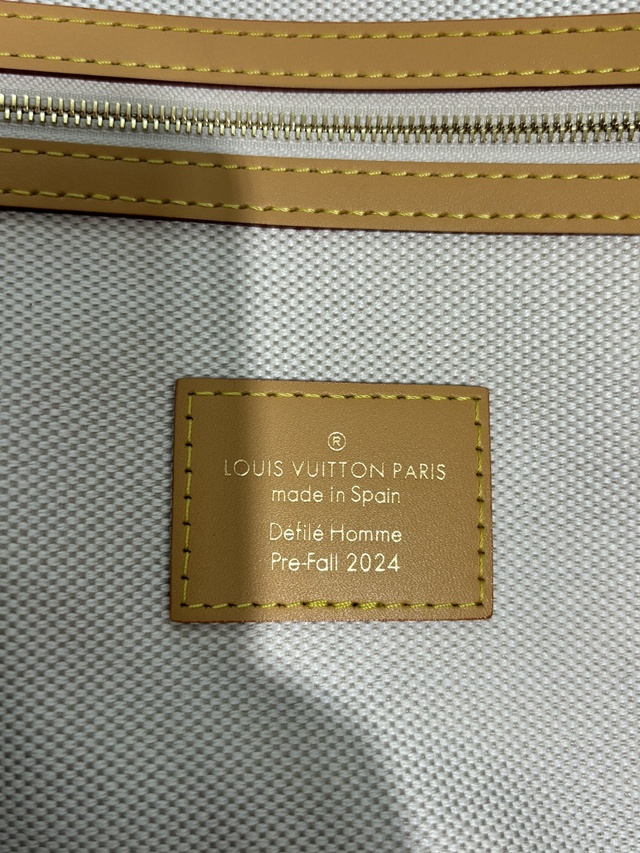 ®
LOUIS VUITTON PARIS
made in Spain
Défilé Homme
Pre-Fall 2024